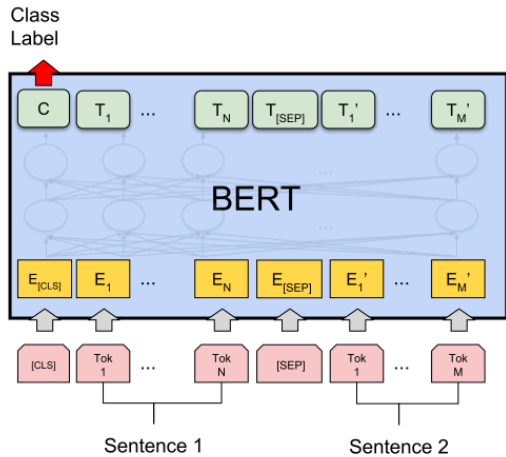 Class
Label
C T1 ... TN T[SEP] T1' ... TM'
...
BERT
...
E[CLS] E1 ... EN E[SEP] E1' ... EM'
[CLS] Tok 1 ... Tok N [SEP] Tok 1 ... Tok M
Sentence 1 Sentence 2